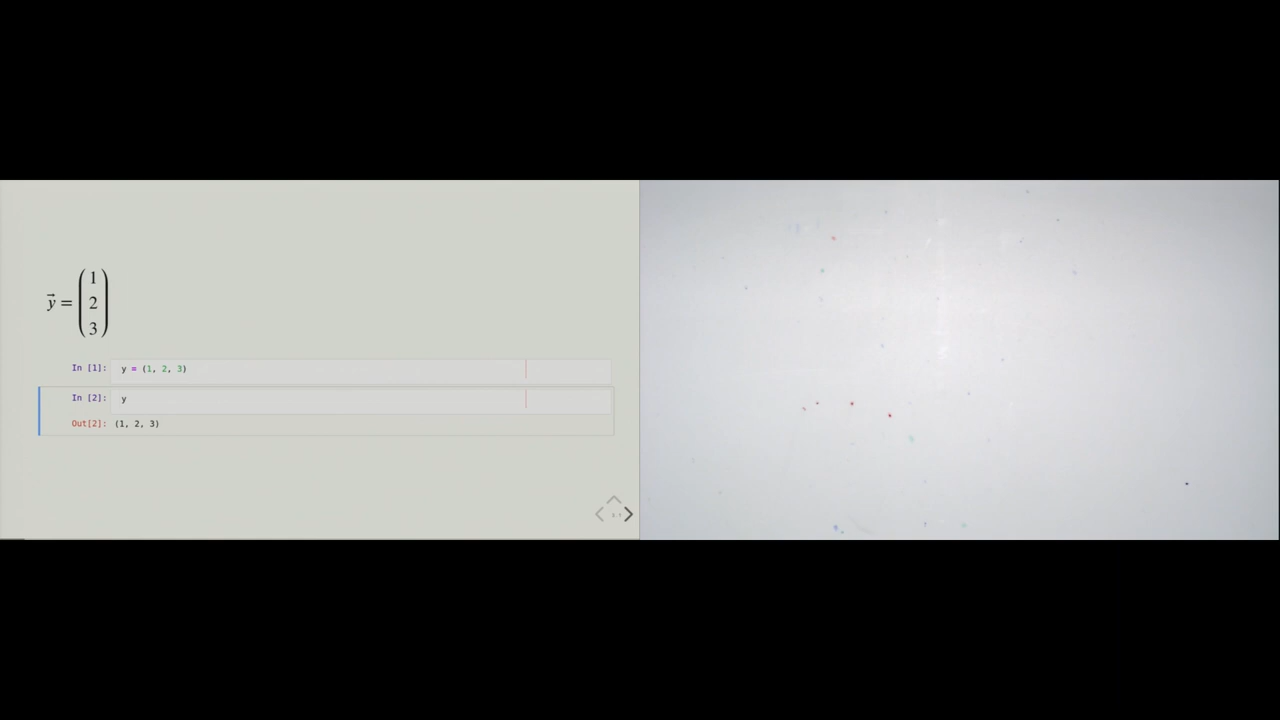 y⃗ = (1
2
3)
In [1]: y = (1, 2, 3)
In [2]: y
Out[2]: (1, 2, 3)